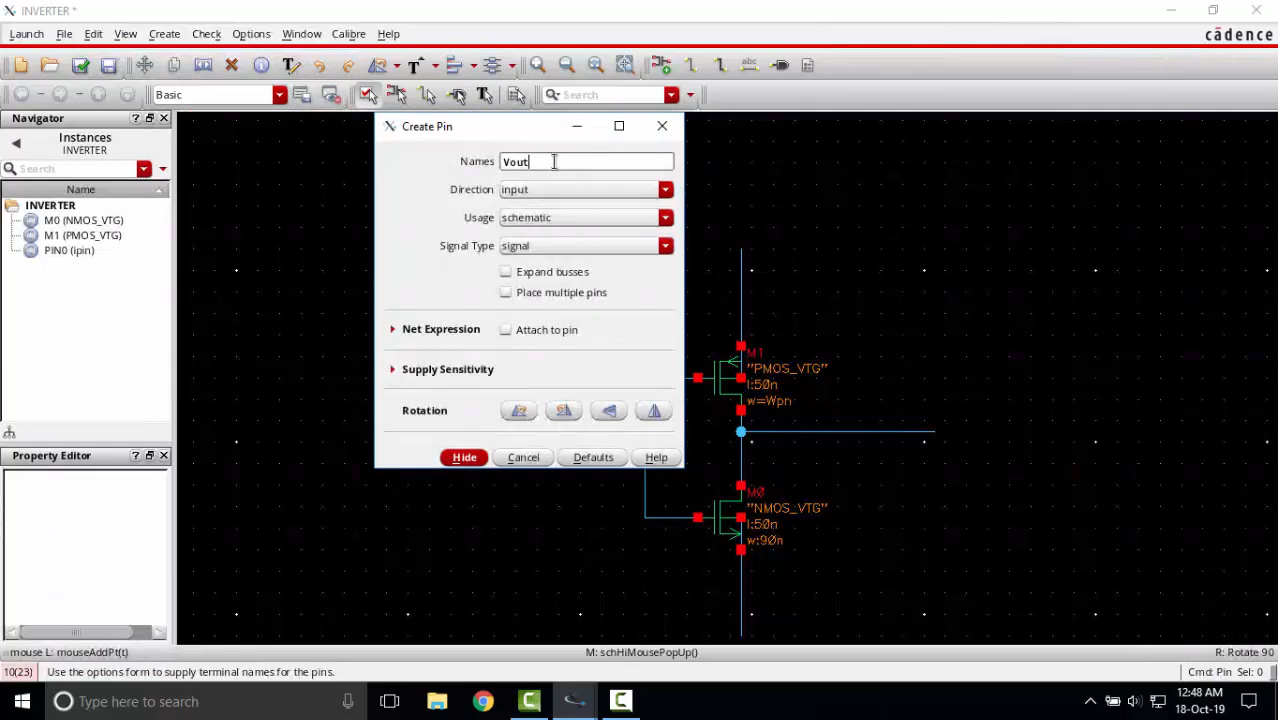 INVERTER *
Launch File Edit View Create Check Options Window Calibre Help
cādence
Basic
Search
Navigator
Instances
INVERTER
Search
Name
INVERTER
M0 (NMOS_VTG)
M1 (PMOS_VTG)
PIN0 (ipin)
Property Editor
Create Pin
Names Vout
Direction input
Usage schematic
Signal Type signal
Expand busses
Place multiple pins
Net Expression Attach to pin
Supply Sensitivity
Rotation
Hide Cancel Defaults Help
M1
"PMOS_VTG"
l:50n
w=Wpn
M0
"NMOS_VTG"
l:50n
w:90n
mouse L: mouseAddPt(t) M: schHiMousePopUp() R: Rotate 90
10(23) Use the options form to supply terminal names for the pins. Cmd: Pin Sel: 0
Type here to search
12:48 AM
18-Oct-19